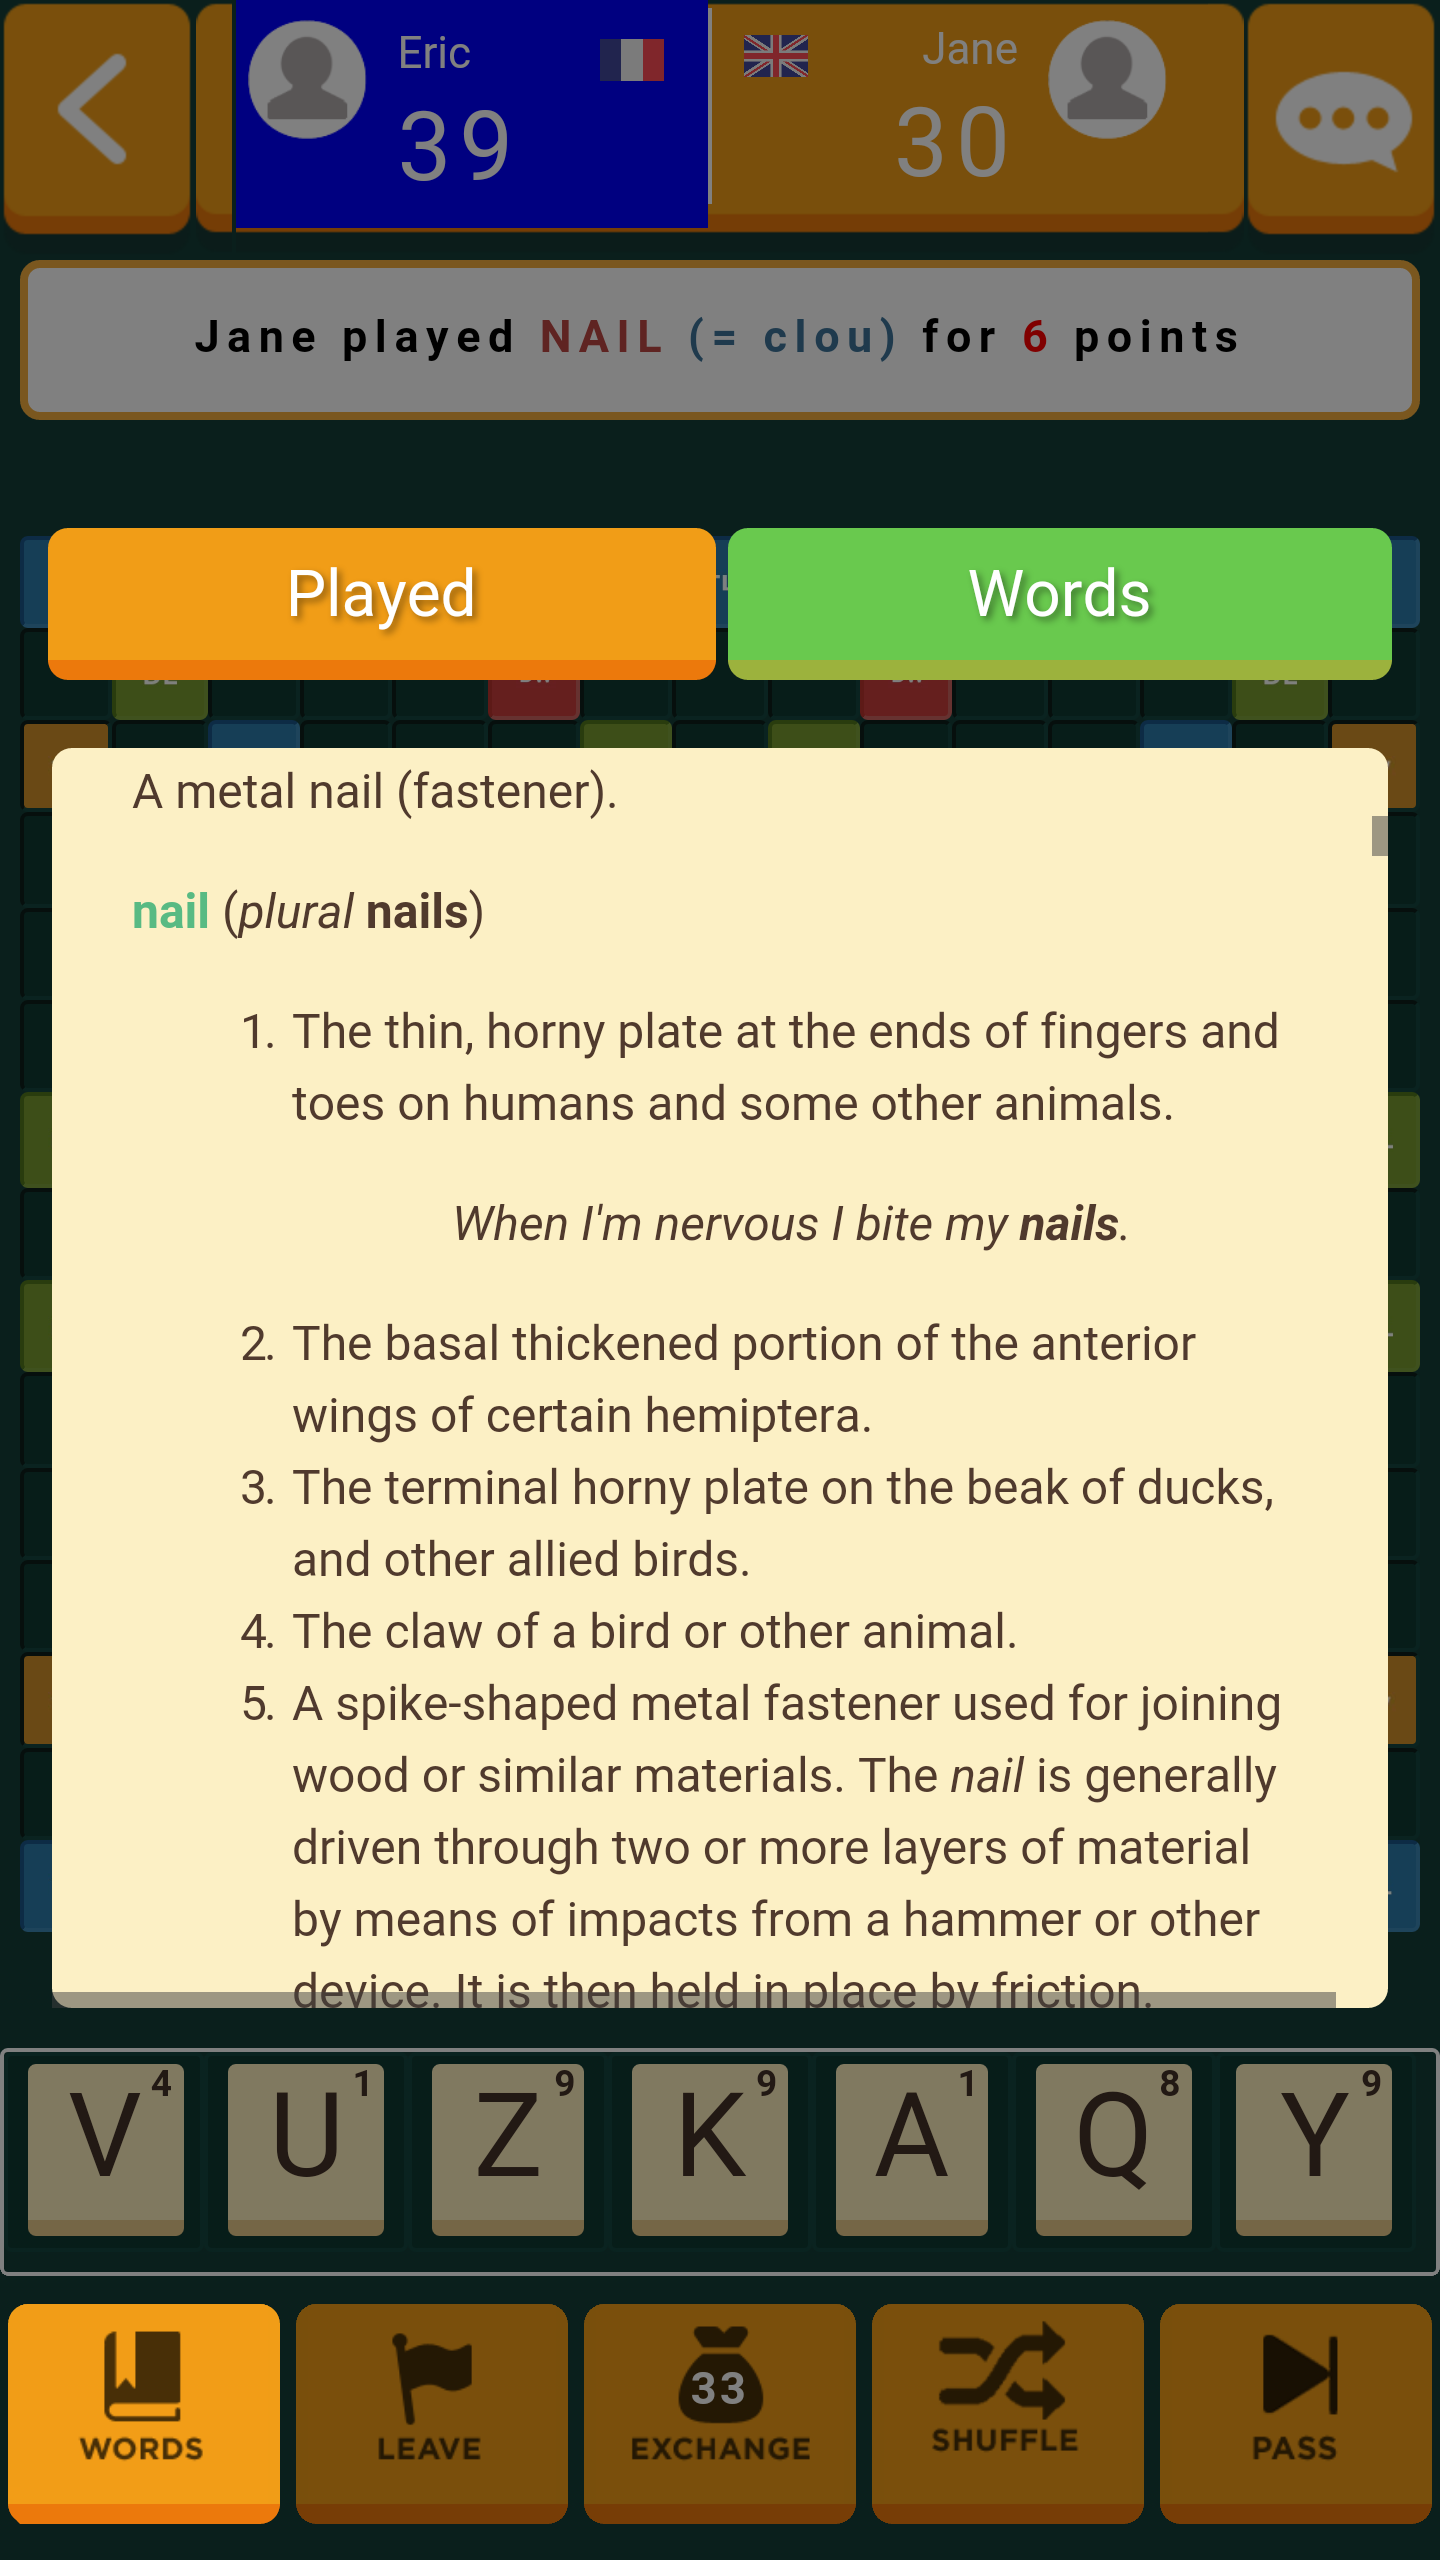 Eric
Jane
39
30
Jane played NAIL (= clou) for 6 points
Played
Words
A metal nail (fastener).
nail (plural nails)
1. The thin, horny plate at the ends of fingers and
toes on humans and some other animals.
When I'm nervous I bite my nails.
2. The basal thickened portion of the anterior
wings of certain hemiptera.
3. The terminal horny plate on the beak of ducks,
and other allied birds.
4. The claw of a bird or other animal.
5. A spike-shaped metal fastener used for joining
wood or similar materials. The nail is generally
driven through two or more layers of material
by means of impacts from a hammer or other
device. It is then held in place by friction.
V 4 U 1 Z 9 K 9 A 1 Q 8 Y 9
33
WORDS LEAVE EXCHANGE SHUFFLE PASS